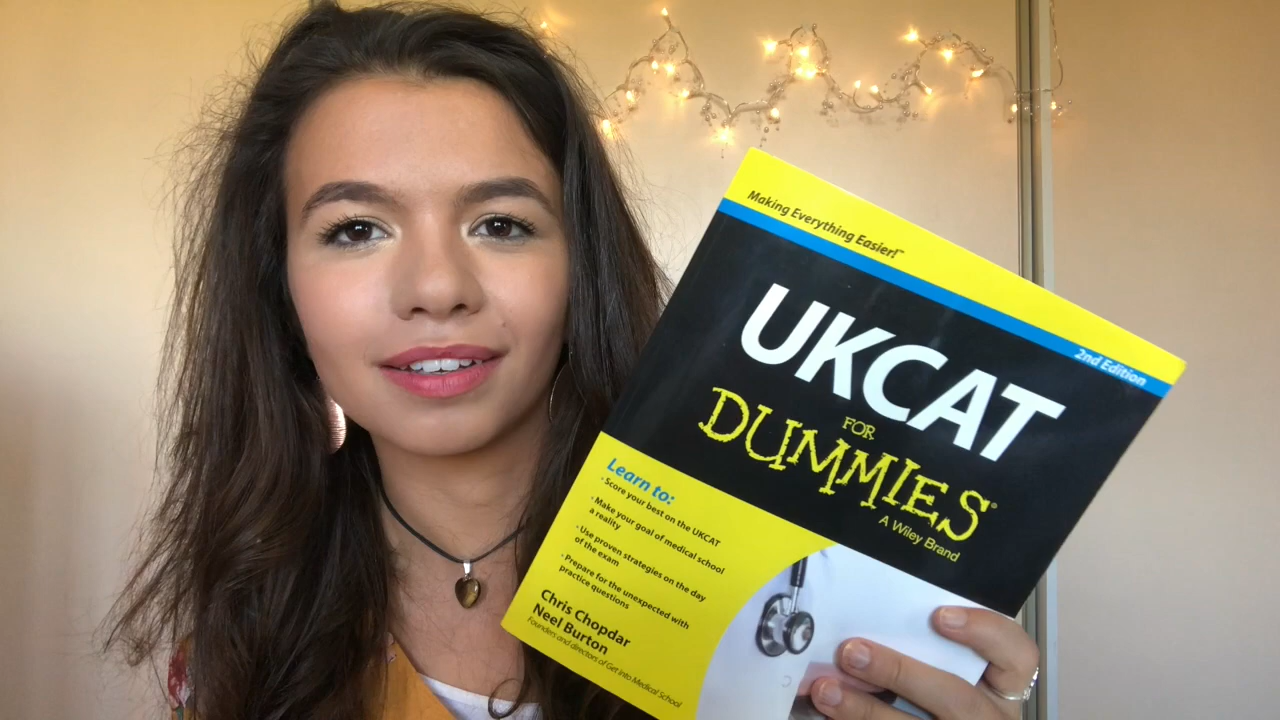 Making Everything Easier!™
2nd Edition
UKCAT
FOR
DUMMIES®
A Wiley Brand
Learn to:
· Score your best on the UKCAT
· Make your goal of medical school
a reality
· Use proven strategies on the day
of the exam
· Prepare for the unexpected with
practice questions
Chris Chopdar
Neel Burton
Founders and directors of Get into Medical School